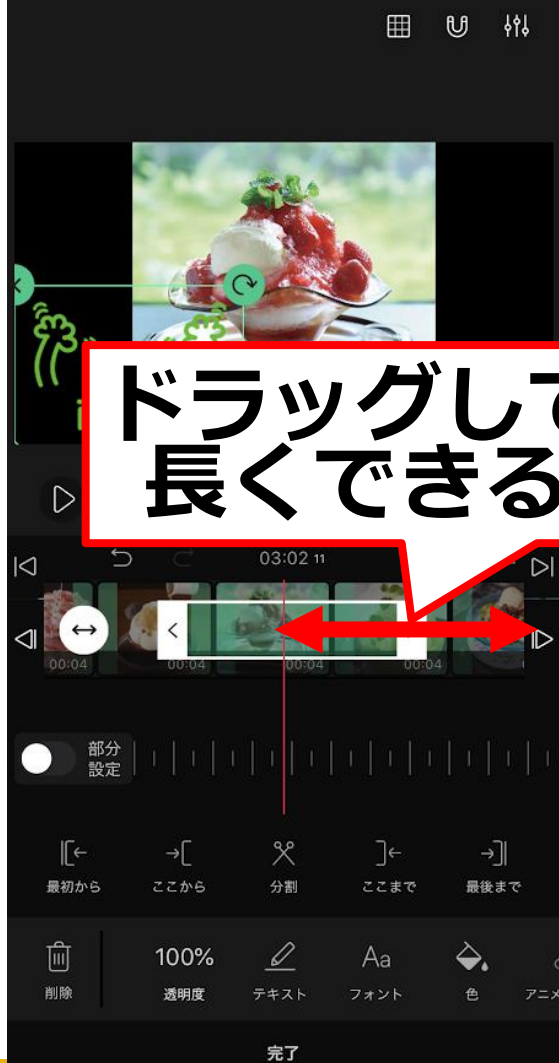 ドラッグして
長くできる
03:02 11
00:04
00:04
00:04
00:04
部分
設定
最初から
ここから
分割
ここまで
最後まで
100%
Aa
削除
透明度
テキスト
フォント
色
完了